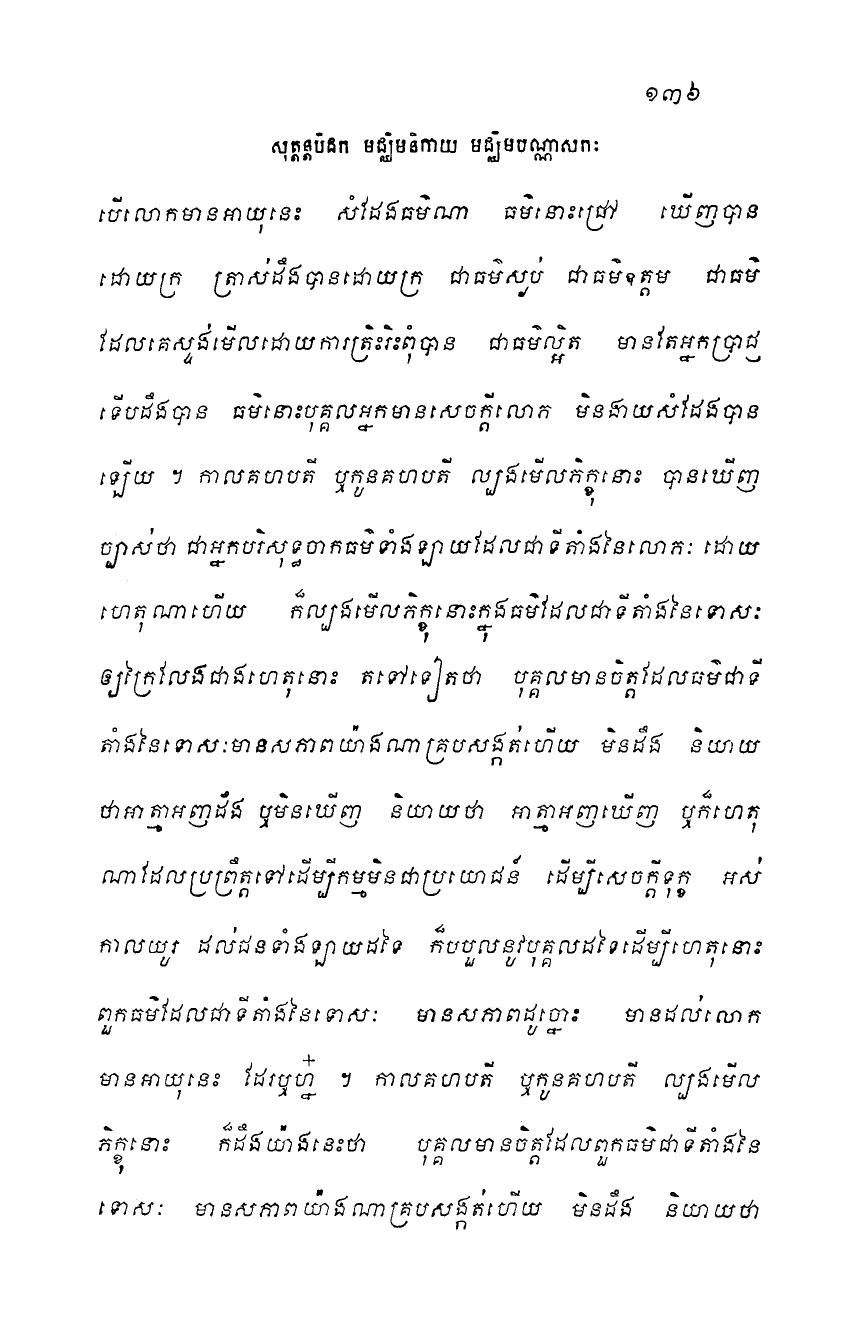 ១៣៦
សុត្តន្តបិដក មជ្ឈិមនិកាយ មជ្ឈិមបណ្ណាសកៈ
បើលោកមានអាយុនេះ សំដែងធម៌ណា ធម៌នោះជ្រៅ ឃើញបាន
ដោយក្រ ត្រាស់ដឹងបានដោយក្រ ជាធម៌ស្ងប់ ជាធម៌ឧត្តម ជាធម៌
ដែលគេស្ទង់មើលដោយការត្រិះរិះពុំបាន ជាធម៌ល្អិត មានតែអ្នកប្រាជ្ញ
ទើបដឹងបាន ធម៌នោះបុគ្គលអ្នកមានសេចក្តីលោភ មិនងាយសំដែងបាន
ឡើយ ។ កាលគហបតី ឬកូនគហបតី ល្បងមើលភិក្ខុនោះ បានឃើញ
ច្បាស់ថា ជាអ្នកបរិសុទ្ធចាកធម៌ទាំងឡាយដែលជាទីតាំងនៃលោភៈ ដោយ
ហេតុណាហើយ ក៏ល្បងមើលភិក្ខុនោះក្នុងធម៌ដែលជាទីតាំងនៃទោសៈ
ឲ្យក្រៃលែងជាងហេតុនោះ តទៅទៀតថា បុគ្គលមានចិត្តដែលធម៌ជាទី
តាំងនៃទោសៈមានសភាពយ៉ាងណាគ្របសង្កត់ហើយ មិនដឹង និយាយ
ថាអាត្មាអញដឹង ឬមិនឃើញ និយាយថា អាត្មាអញឃើញ ឬក៏ហេតុ
ណាដែលប្រព្រឹត្តទៅដើម្បីកម្មមិនជាប្រយោជន៍ ដើម្បីសេចក្តីទុក្ខ អស់
កាលយូរ ដល់ជនទាំងឡាយដទៃ ក៏បបួលនូវបុគ្គលដទៃដើម្បីហេតុនោះ
ពួកធម៌ដែលជាទីតាំងនៃទោសៈ មានសភាពដូច្នោះ មានដល់លោក
មានអាយុនេះ ដែរឬហ្ន៎ ។ កាលគហបតី ឬកូនគហបតី ល្បងមើល
ភិក្ខុនោះ ក៏ដឹងយ៉ាងនេះថា បុគ្គលមានចិត្តដែលពួកធម៌ជាទីតាំងនៃ
ទោសៈ មានសភាពយ៉ាងណាគ្របសង្កត់ហើយ មិនដឹង និយាយថា